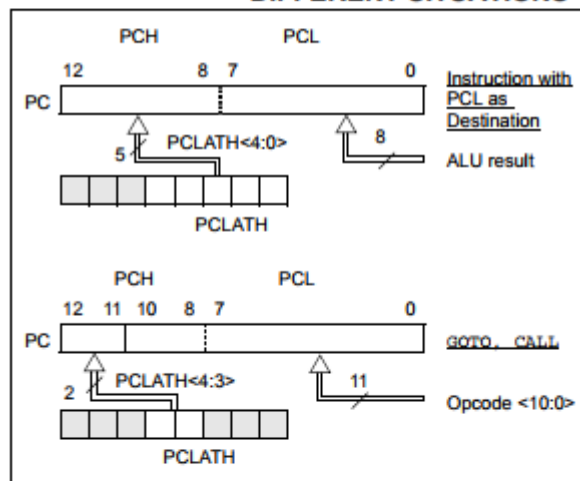 PCH PCL
12 8 7 0
PC
Instruction with
PCL as
Destination
5 PCLATH<4:0> 8
ALU result
PCLATH
PCH PCL
12 11 10 8 7 0
PC
GOTO, CALL
2 PCLATH<4:3> 11
Opcode <10:0>
PCLATH